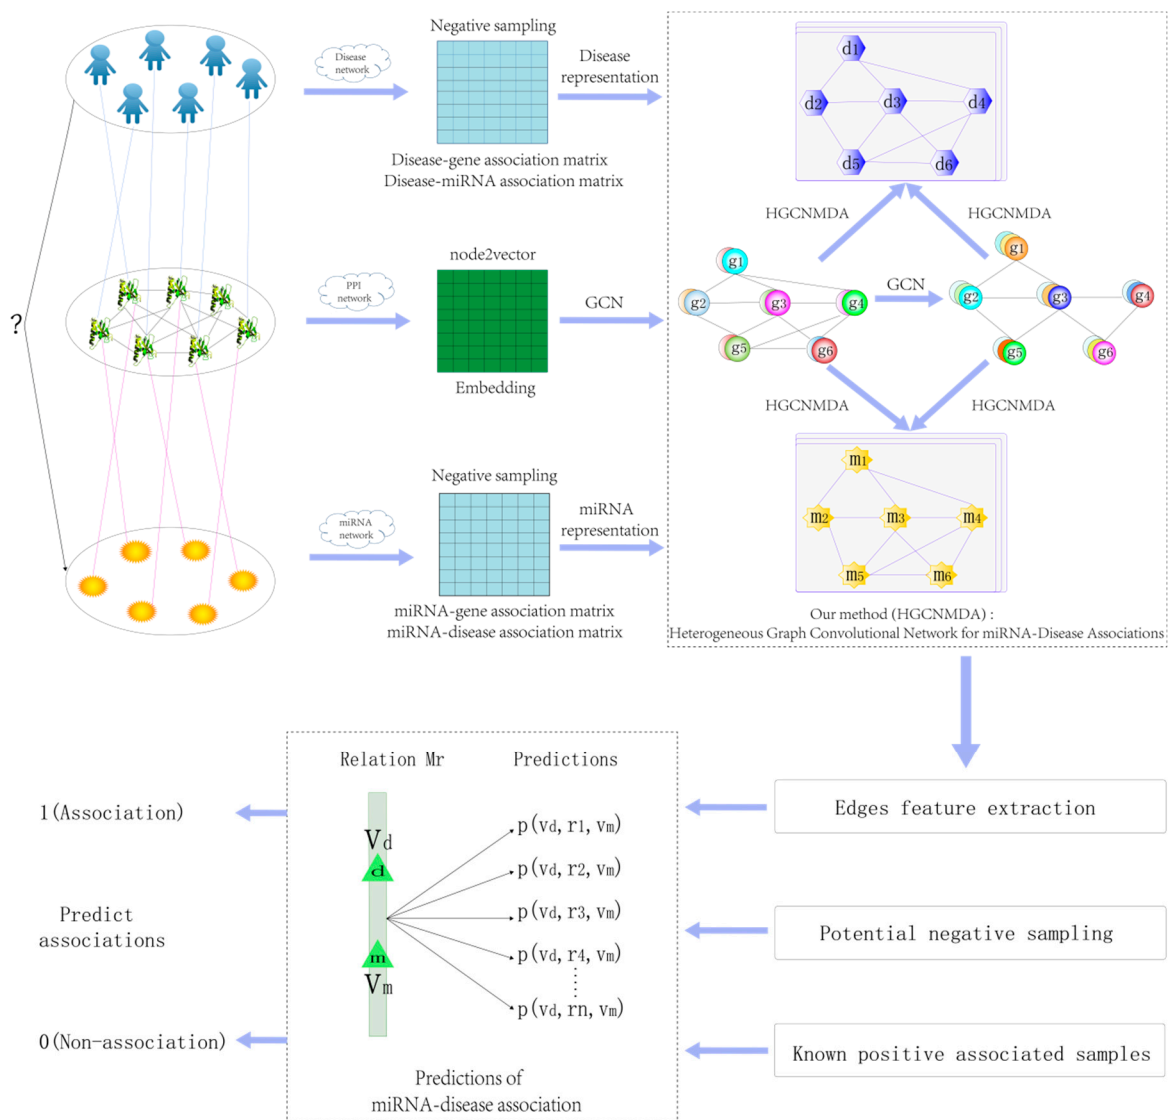 ?
Disease
network
Negative sampling
Disease-gene association matrix
Disease-miRNA association matrix
Disease
representation
PPI
network
node2vector
Embedding
GCN
miRNA
network
Negative sampling
miRNA-gene association matrix
miRNA-disease association matrix
miRNA
representation
d1
d2
d3
d4
d5
d6
HGCNMDA
HGCNMDA
g1
g2
g3
g4
g5
g6
GCN
g1
g2
g3
g4
g5
g6
HGCNMDA
HGCNMDA
m1
m2
m3
m4
m5
m6
Our method (HGCNMDA) :
Heterogeneous Graph Convolutional Network for miRNA-Disease Associations
Edges feature extraction
Potential negative sampling
Known positive associated samples
Relation Mr
Predictions
Vd
d
m
Vm
p(vd, r1, vm)
p(vd, r2, vm)
p(vd, r3, vm)
p(vd, r4, vm)
p(vd, rn, vm)
Predictions of
miRNA-disease association
1(Association)
Predict
associations
0(Non-association)